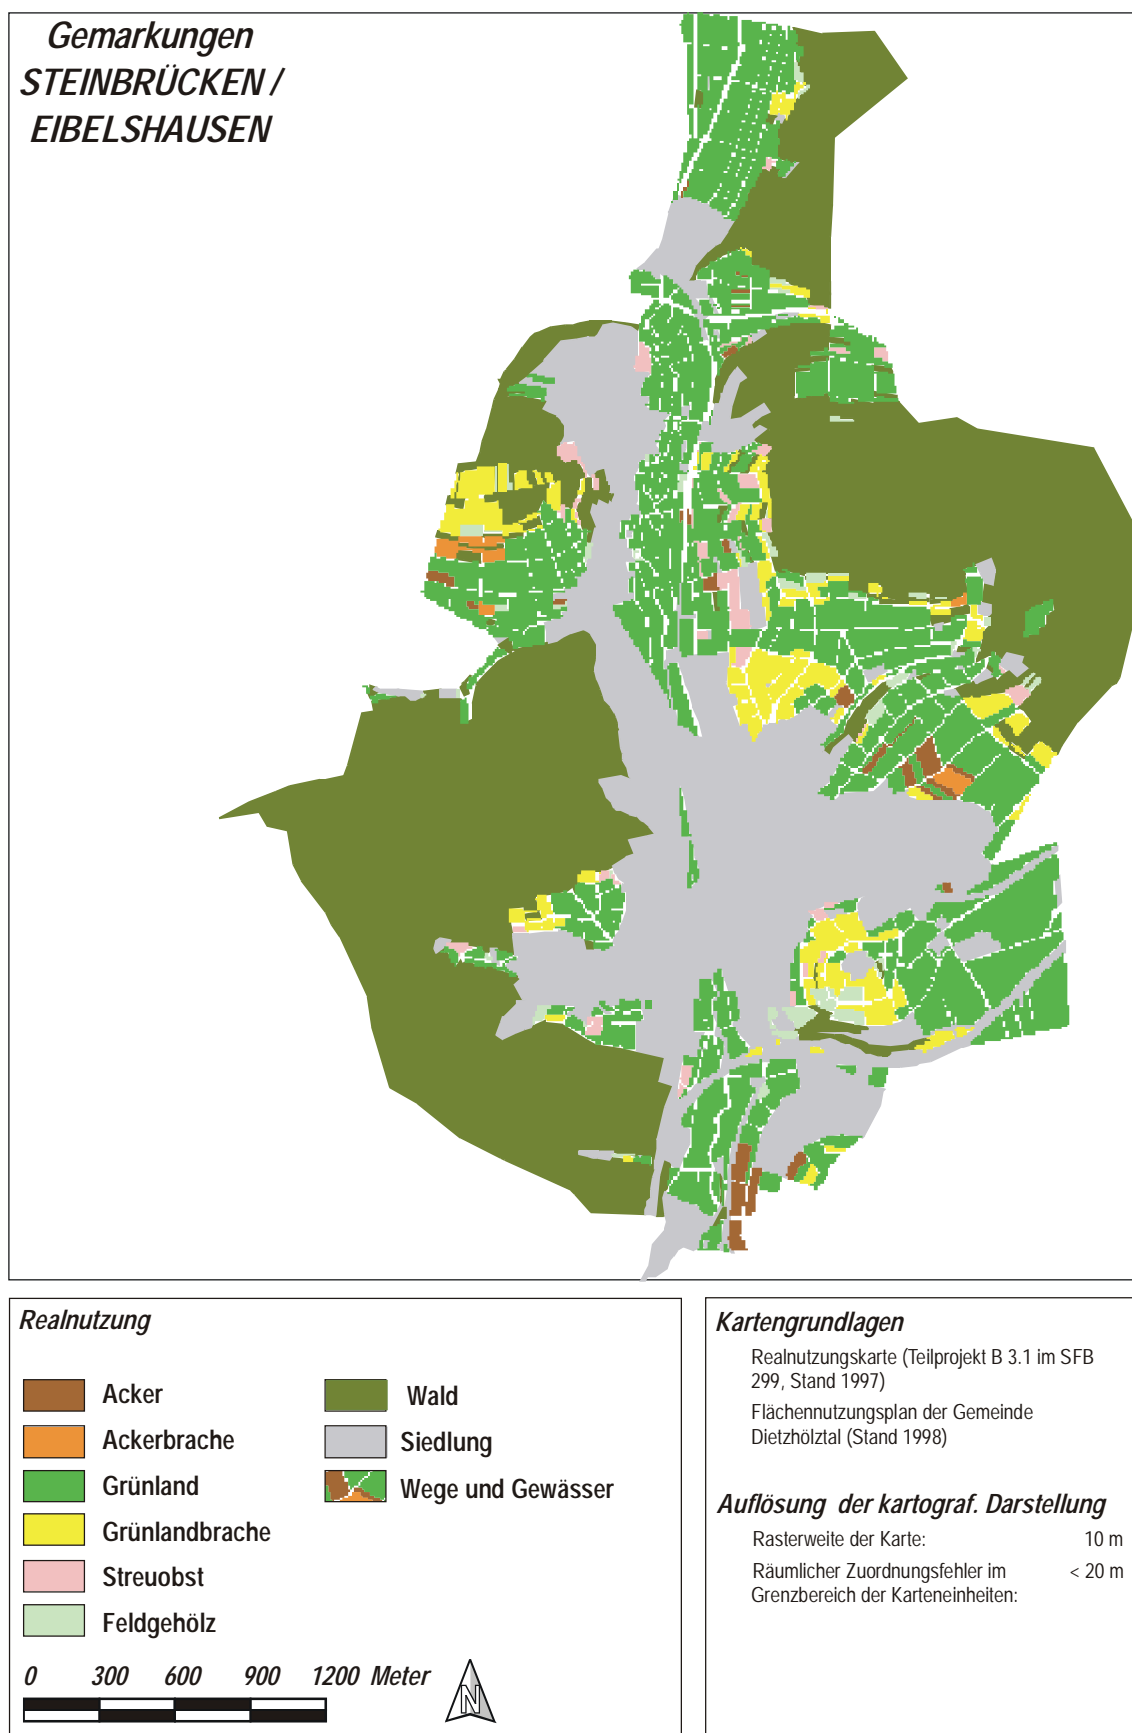 Gemarkungen
STEINBRÜCKEN /
EIBELSHAUSEN
Realnutzung
Acker
Ackerbrache
Grünland
Grünlandbrache
Streuobst
Feldgehölz
Wald
Siedlung
Wege und Gewässer
0 300 600 900 1200 Meter
N
Kartengrundlagen
Realnutzungskarte (Teilprojekt B 3.1 im SFB
299, Stand 1997)
Flächennutzungsplan der Gemeinde
Dietzhölztal (Stand 1998)
Auflösung der kartograf. Darstellung
Rasterweite der Karte: 10 m
Räumlicher Zuordnungsfehler im < 20 m
Grenzbereich der Karteneinheiten: